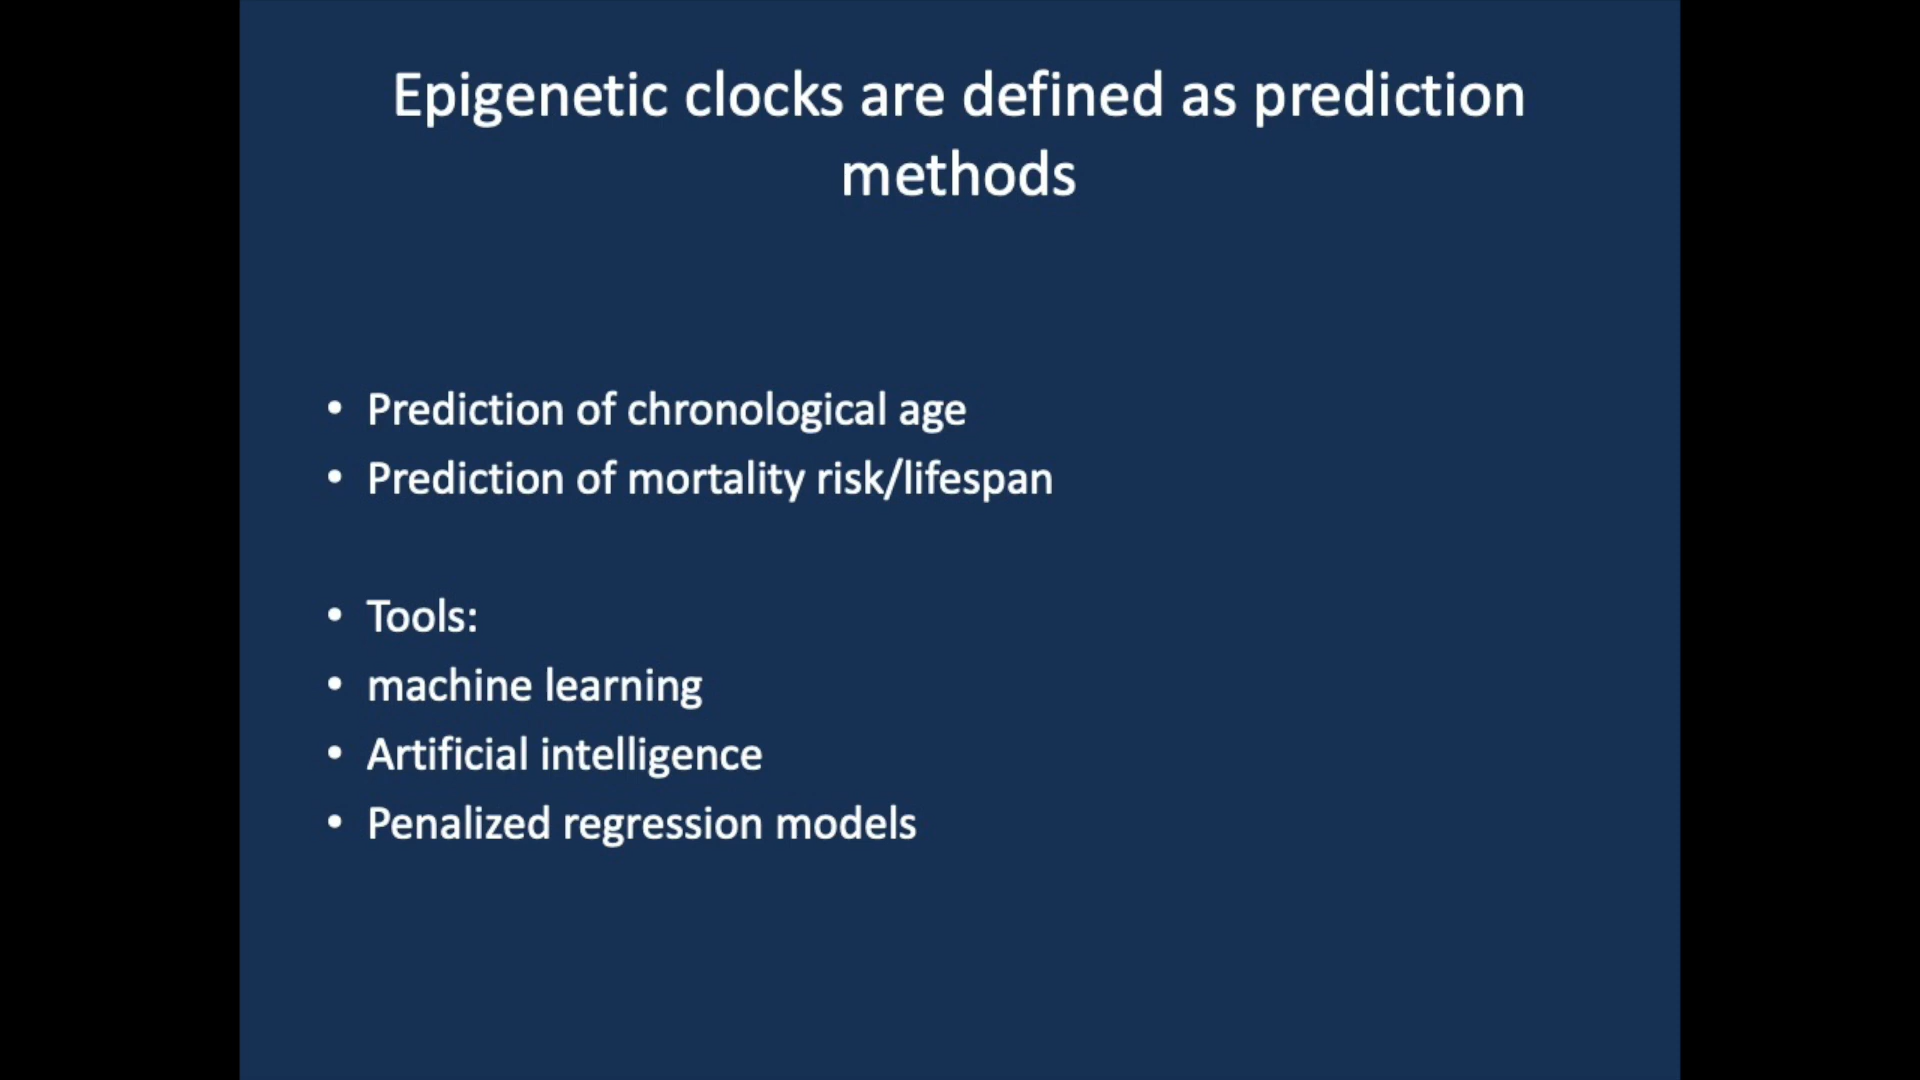 Epigenetic clocks are defined as prediction
methods
• Prediction of chronological age
• Prediction of mortality risk/lifespan
• Tools:
• machine learning
• Artificial intelligence
• Penalized regression models